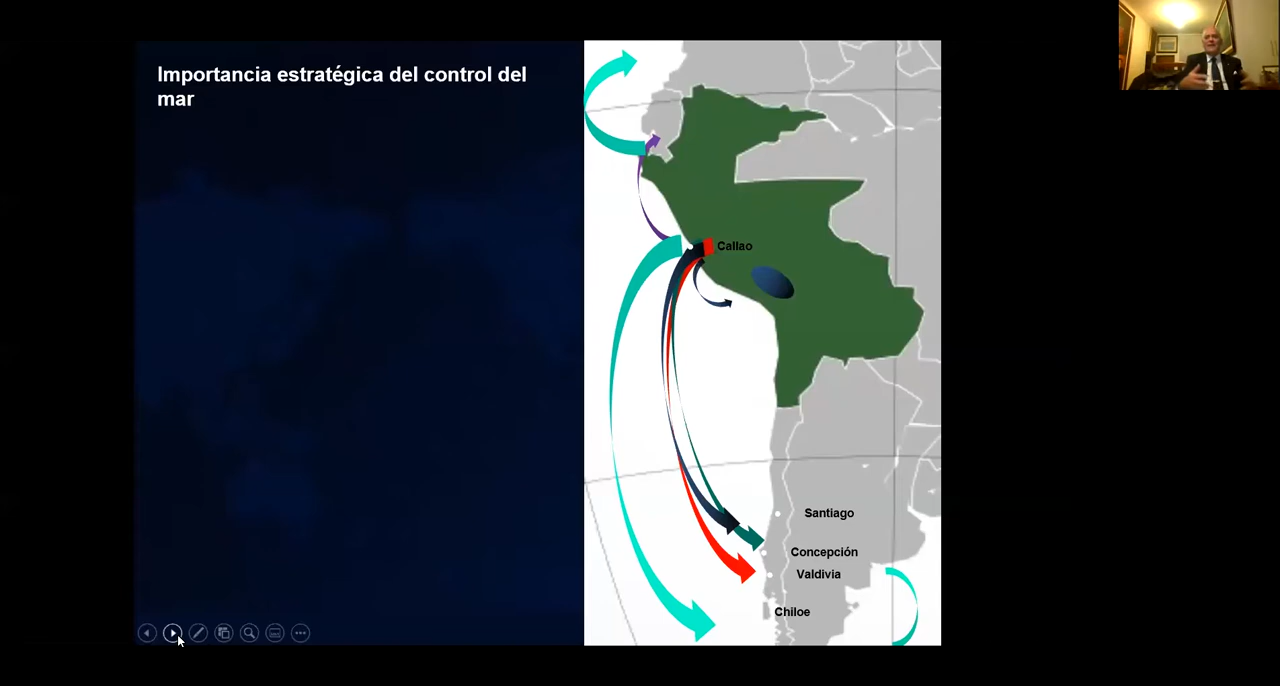 Importancia estratégica del control del
mar
Callao
Santiago
Concepción
Valdivia
Chiloe